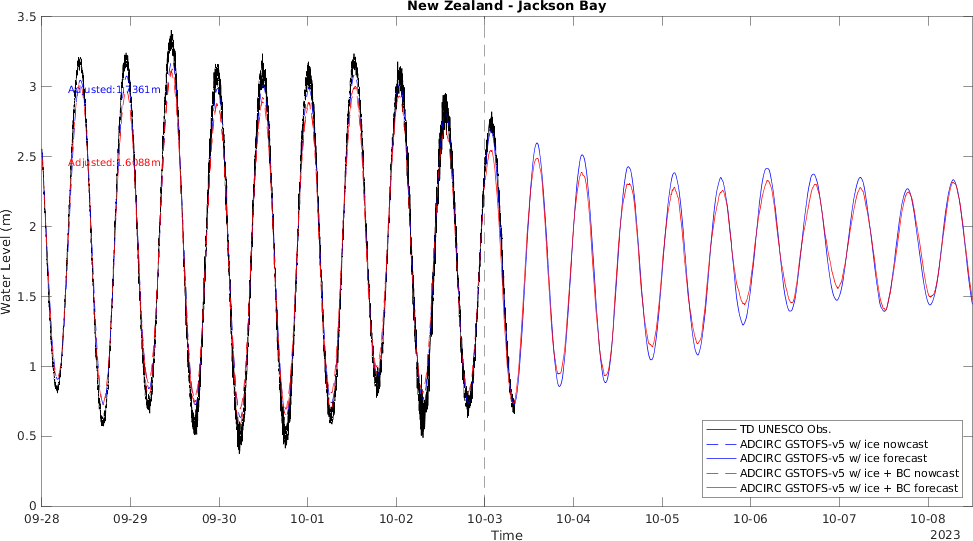 New Zealand - Jackson Bay
3.5
3
2.5
2
1.5
1
0.5
0
Water Level (m)
Adjusted:1.7361m
Adjusted:1.6088m
TD UNESCO Obs.
ADCIRC GSTOFS-v5 w/ ice nowcast
ADCIRC GSTOFS-v5 w/ ice forecast
ADCIRC GSTOFS-v5 w/ ice + BC nowcast
ADCIRC GSTOFS-v5 w/ ice + BC forecast
09-28 09-29 09-30 10-01 10-02 10-03 10-04 10-05 10-06 10-07 10-08
Time
2023